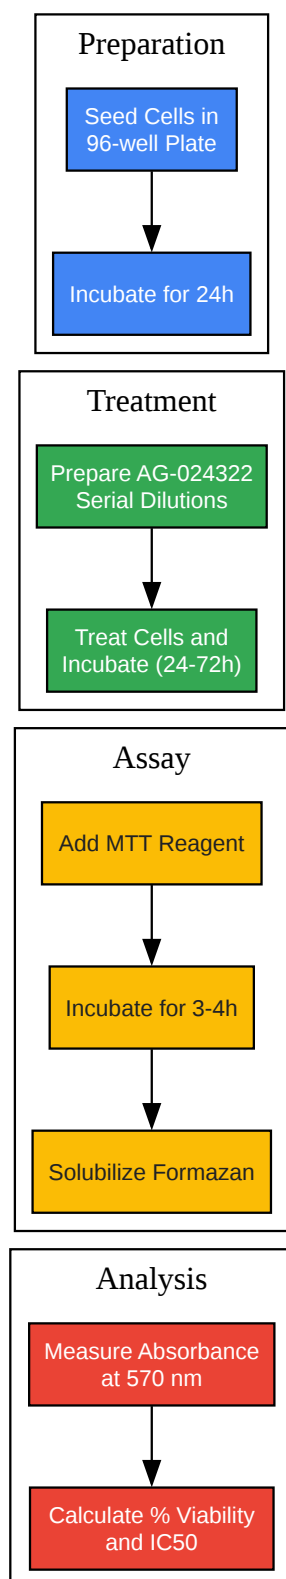 Preparation
Seed Cells in
96-well Plate
Incubate for 24h
Treatment
Prepare AG-024322
Serial Dilutions
Treat Cells and
Incubate (24-72h)
Assay
Add MTT Reagent
Incubate for 3-4h
Solubilize Formazan
Analysis
Measure Absorbance
at 570 nm
Calculate % Viability
and IC50